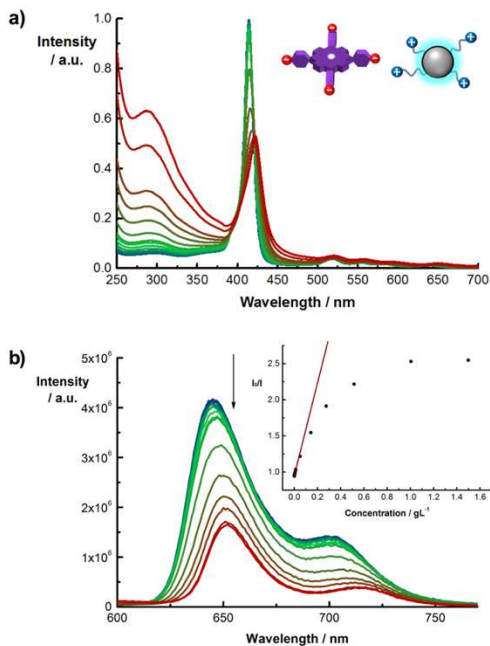 a)
Intensity
/ a.u.
1.0
0.8
0.6
0.4
0.2
0.0
250 300 350 400 450 500 550 600 650 700
Wavelength / nm
b)
Intensity
/ a.u.
5x10⁶
4x10⁶
3x10⁶
2x10⁶
1x10⁶
0
600 650 700 750
Wavelength / nm
I₀/I
2.5
2.0
1.5
1.0
0.0 0.2 0.4 0.6 0.8 1.0 1.2 1.4 1.6
Concentration / gL⁻¹